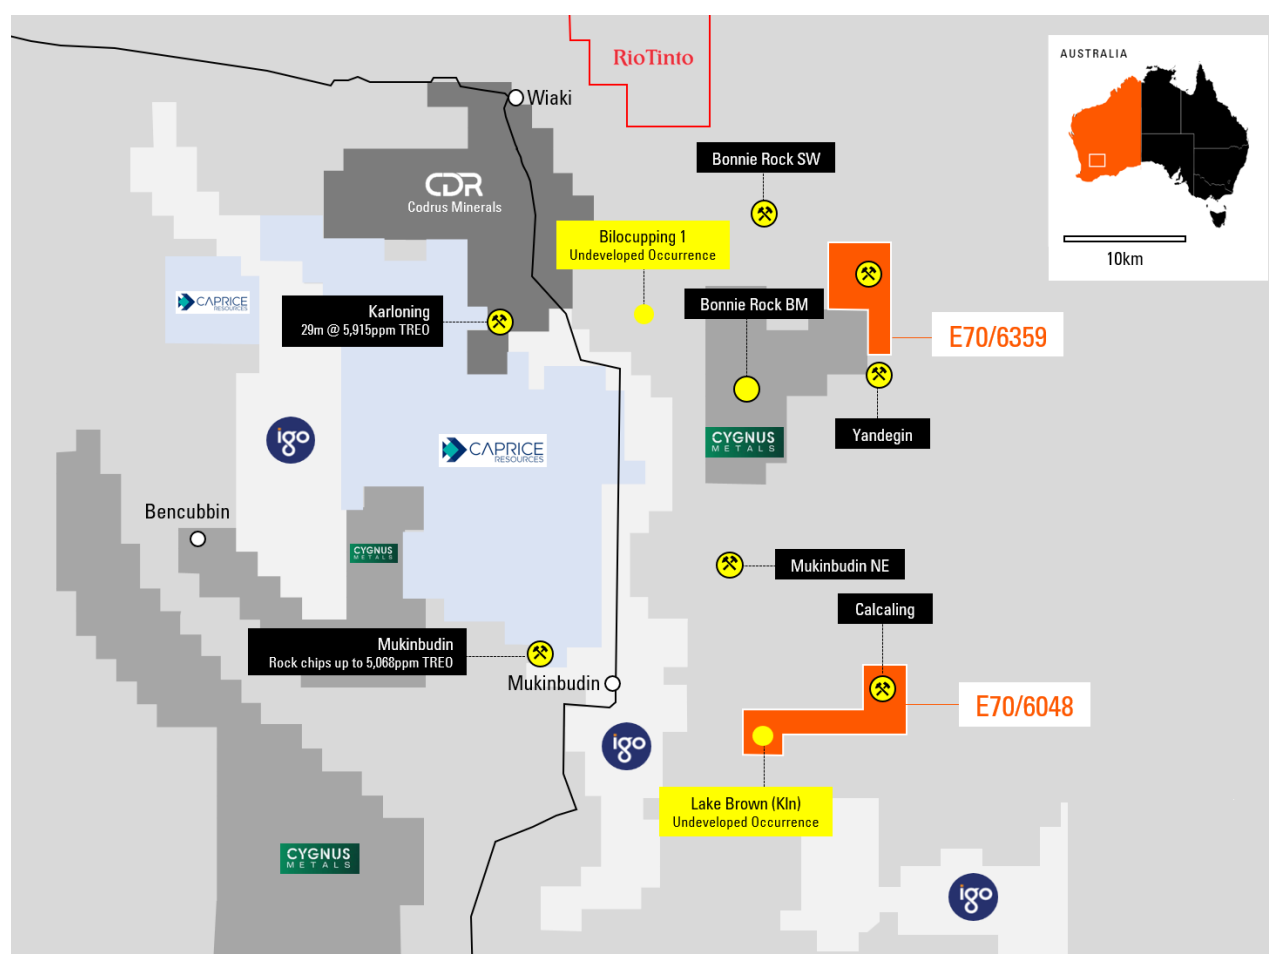 RioTinto
AUSTRALIA
10km
Wiaki
CDR
Codrus Minerals
Bonnie Rock SW
Bilocupping 1
Undeveloped Occurrence
CAPRICE
RESOURCES
Karloning
29m @ 5,915ppm TREO
Bonnie Rock BM
E70/6359
igo
CAPRICE
RESOURCES
CYGNUS
METALS
Yandegin
Bencubbin
CYGNUS
METALS
Mukinbudin NE
Calcaling
Mukinbudin
Rock chips up to 5,068ppm TREO
Mukinbudin
E70/6048
igo
Lake Brown (Kln)
Undeveloped Occurrence
CYGNUS
METALS
igo